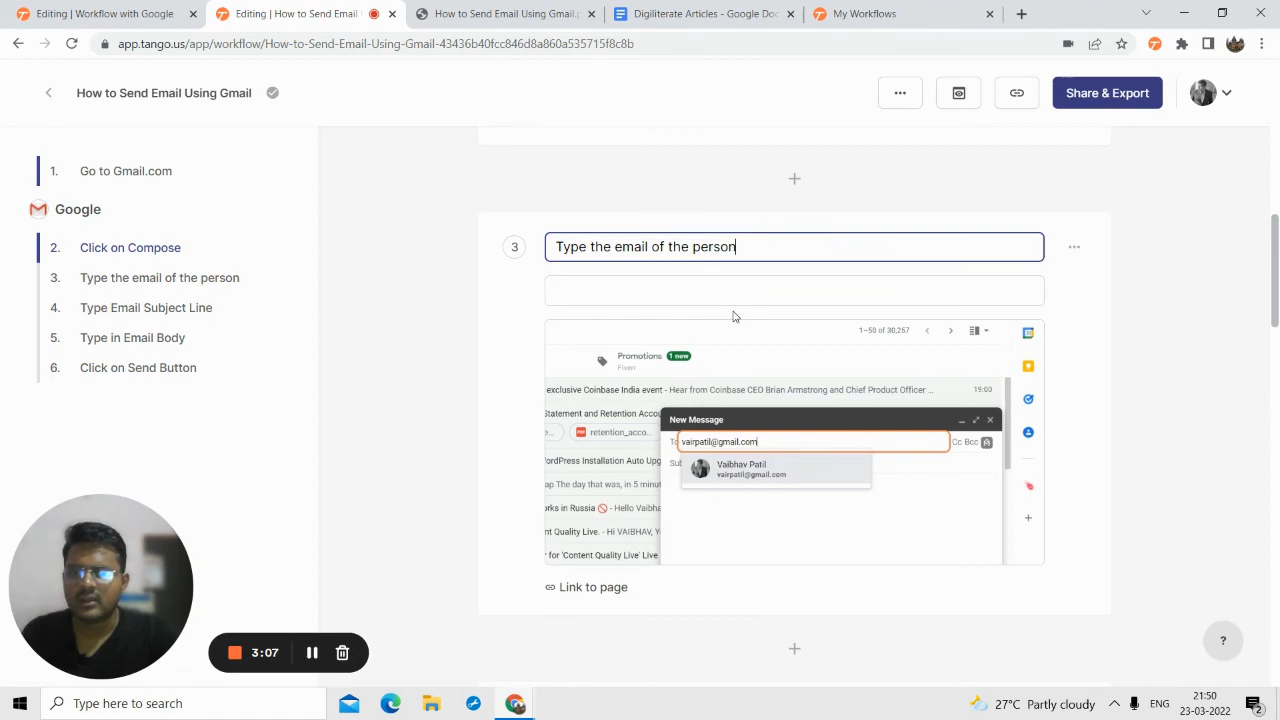 Editing | Workflow with Google
Editing | How to Send Email
How to Send Email Using Gmail.p
Digiliterate Articles - Google Doc
My Workflows
app.tango.us/app/workflow/How-to-Send-Email-Using-Gmail-43436b40fcc846d8a860a535715f8c8b
How to Send Email Using Gmail
Share & Export
1. Go to Gmail.com
Google
2. Click on Compose
3. Type the email of the person
4. Type Email Subject Line
5. Type in Email Body
6. Click on Send Button
3
Type the email of the person
1–50 of 30,257
Promotions 1 new
Fiverr
exclusive Coinbase India event - Hear from Coinbase CEO Brian Armstrong and Chief Product Officer ... 19:00
Statement and Retention Accou
retention_acco...
ordPress Installation Auto Upg
ap The day that was, in 5 minut
orks in Russia 🚫 - Hello Vaibha
nt Quality Live. - Hi VAIBHAV, Y
for 'Content Quality Live' Live
New Message
To vairpatil@gmail.com Cc Bcc
Sub
Vaibhav Patil
vairpatil@gmail.com
Link to page
3:07
?
Type here to search
27°C Partly cloudy
ENG
21:50
23-03-2022
2